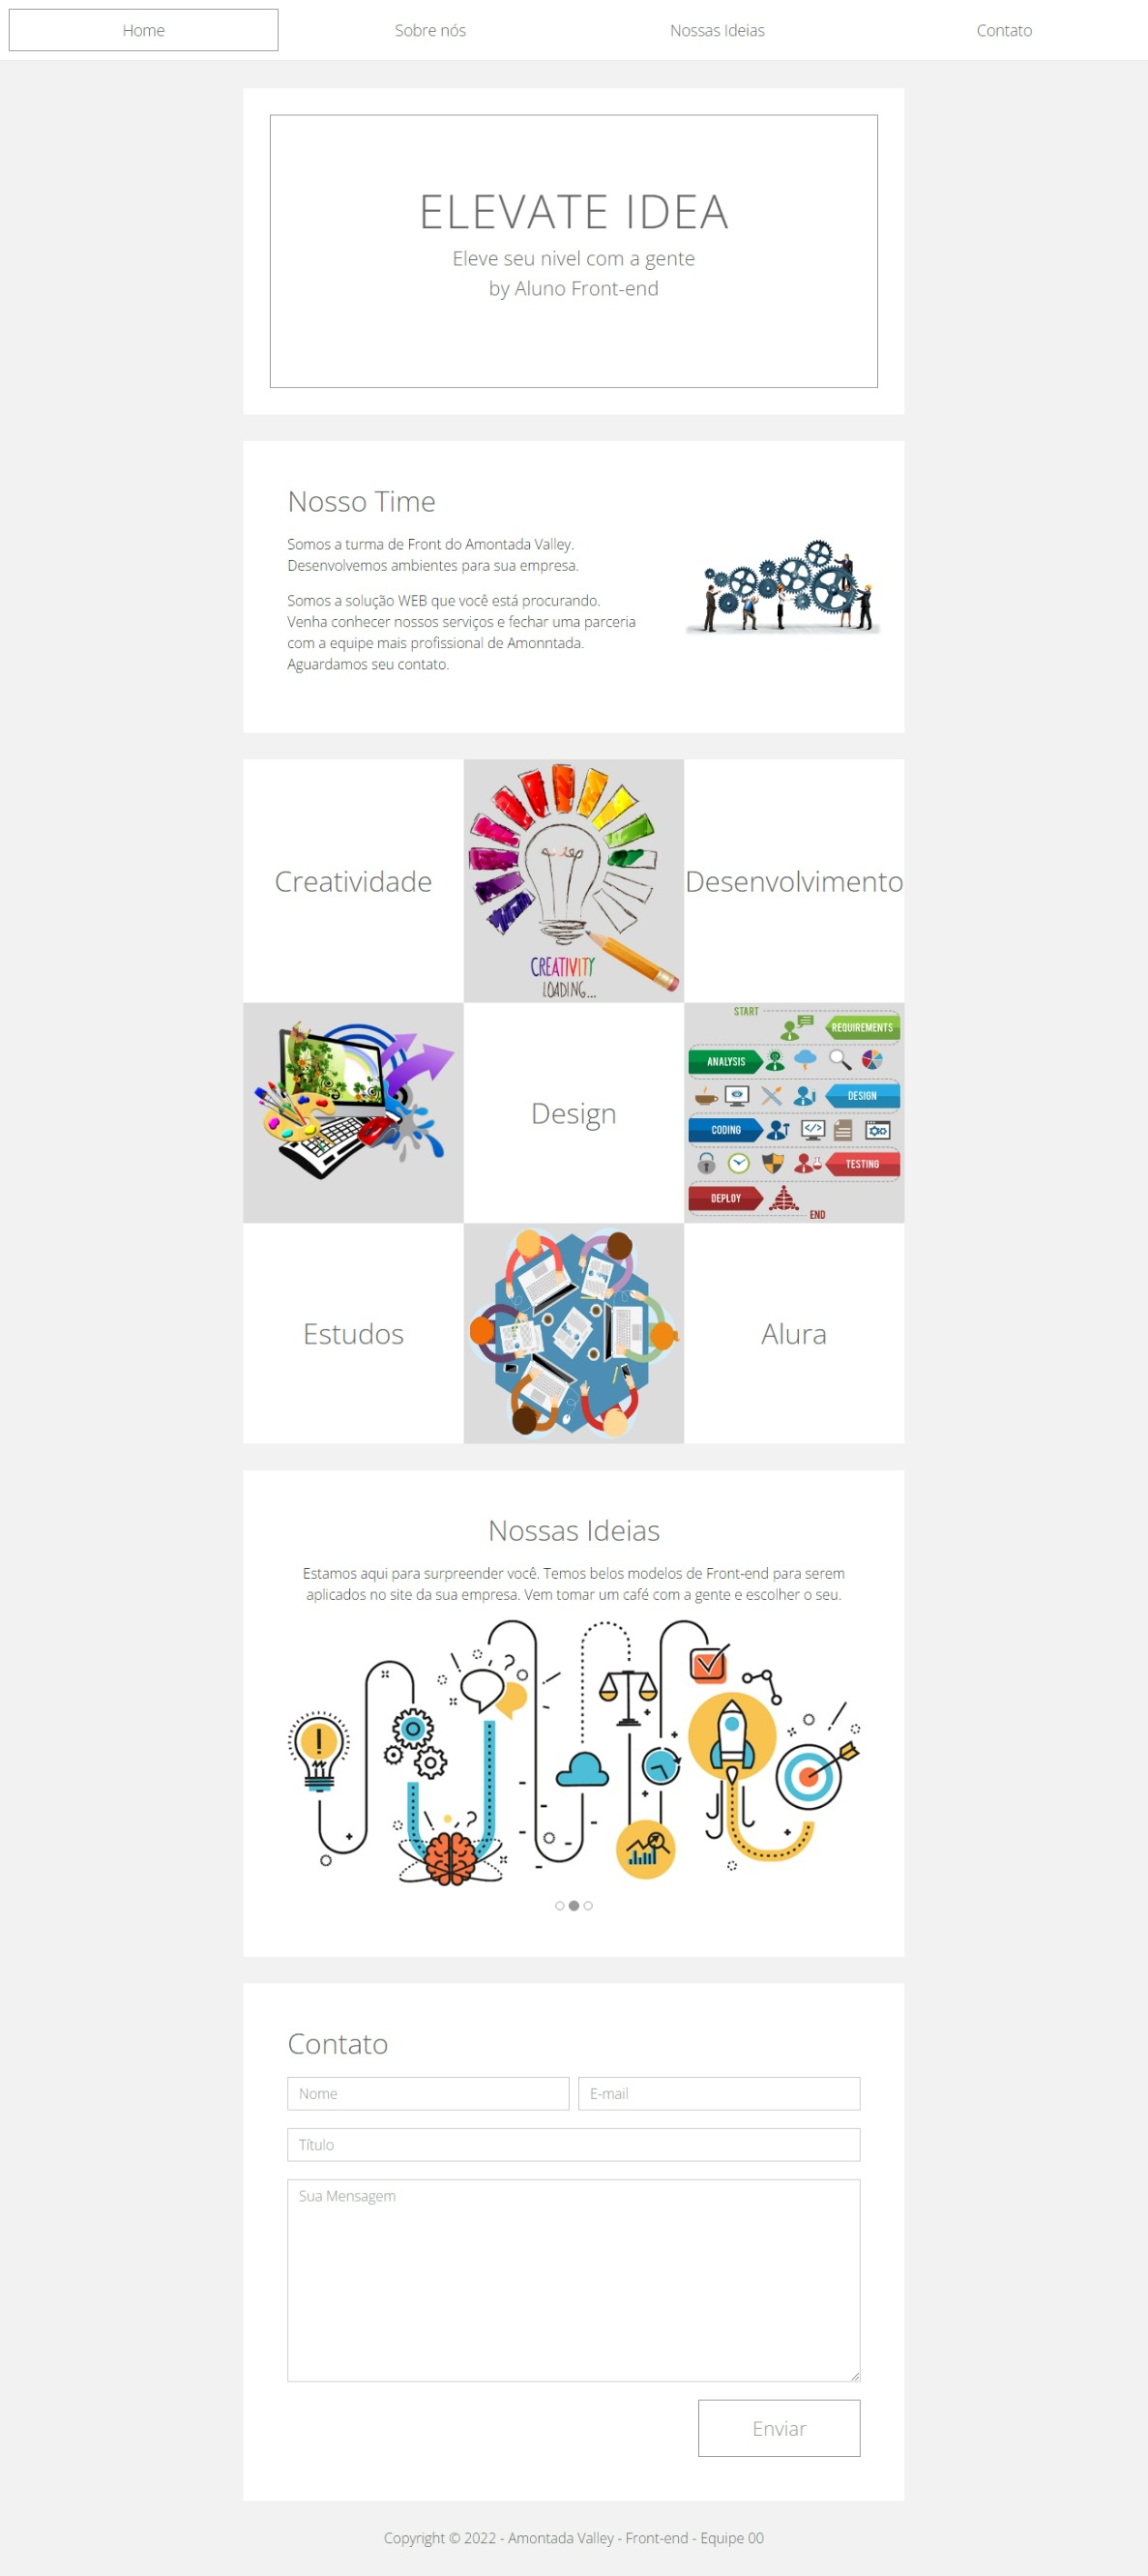 Home
Sobre nós
Nossas Ideias
Contato
ELEVATE IDEA
Eleve seu nivel com a gente
by Aluno Front-end
Nosso Time
Somos a turma de Front do Amontada Valley.
Desenvolvemos ambientes para sua empresa.
Somos a solução WEB que você está procurando.
Venha conhecer nossos serviços e fechar uma parceria
com a equipe mais profissional de Amonntada.
Aguardamos seu contato.
Creatividade
CREATIVITY
LOADING...
Desenvolvimento
Design
START
REQUIREMENTS
ANALYSIS
DESIGN
CODING
TESTING
DEPLOY
END
Estudos
Alura
Nossas Ideias
Estamos aqui para surpreender você. Temos belos modelos de Front-end para serem
aplicados no site da sua empresa. Vem tomar um café com a gente e escolher o seu.
Contato
Nome
E-mail
Título
Sua Mensagem
Enviar
Copyright © 2022 - Amontada Valley - Front-end - Equipe 00